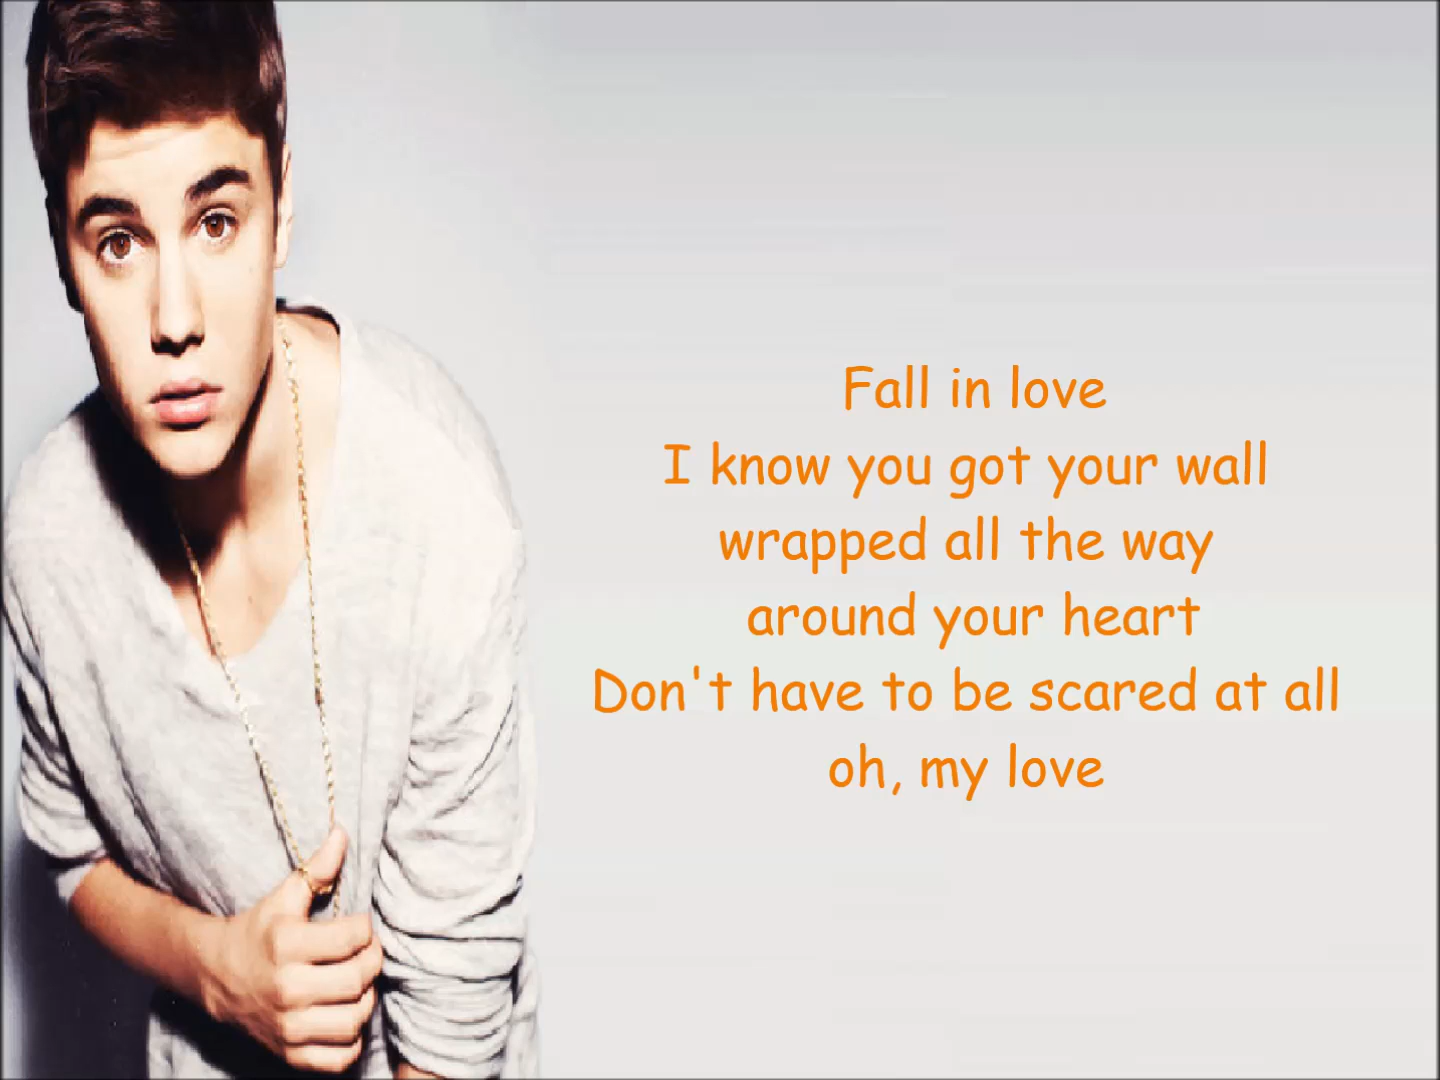 Fall in love
I know you got your wall
wrapped all the way
around your heart
Don't have to be scared at all
oh, my love